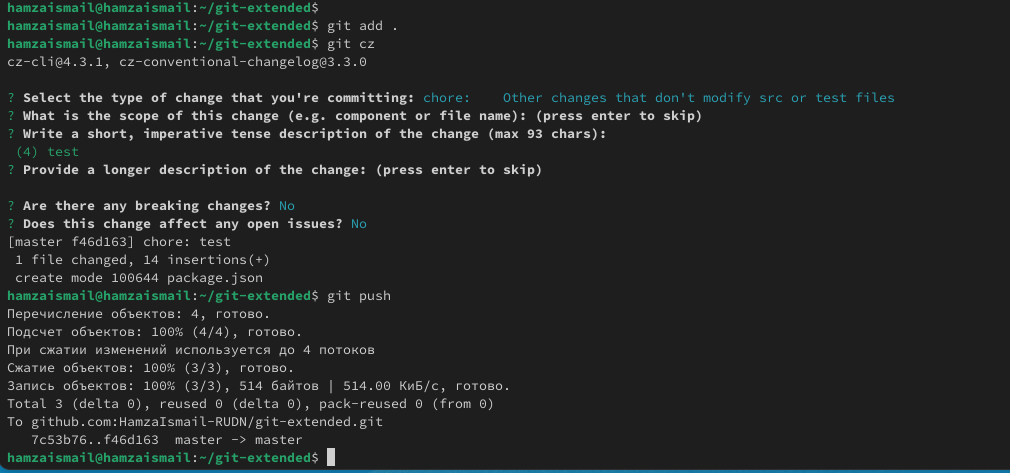 hamzaismail@hamzaismail:~/git-extended$
hamzaismail@hamzaismail:~/git-extended$ git add .
hamzaismail@hamzaismail:~/git-extended$ git cz
cz-cli@4.3.1, cz-conventional-changelog@3.3.0
? Select the type of change that you're committing: chore:    Other changes that don't modify src or test files
? What is the scope of this change (e.g. component or file name): (press enter to skip)
? Write a short, imperative tense description of the change (max 93 chars):
 (4) test
? Provide a longer description of the change: (press enter to skip)
? Are there any breaking changes? No
? Does this change affect any open issues? No
[master f46d163] chore: test
 1 file changed, 14 insertions(+)
 create mode 100644 package.json
hamzaismail@hamzaismail:~/git-extended$ git push
Перечисление объектов: 4, готово.
Подсчет объектов: 100% (4/4), готово.
При сжатии изменений используется до 4 потоков
Сжатие объектов: 100% (3/3), готово.
Запись объектов: 100% (3/3), 514 байтов | 514.00 КиБ/с, готово.
Total 3 (delta 0), reused 0 (delta 0), pack-reused 0 (from 0)
To github.com:HamzaIsmail-RUDN/git-extended.git
   7c53b76..f46d163  master -> master
hamzaismail@hamzaismail:~/git-extended$